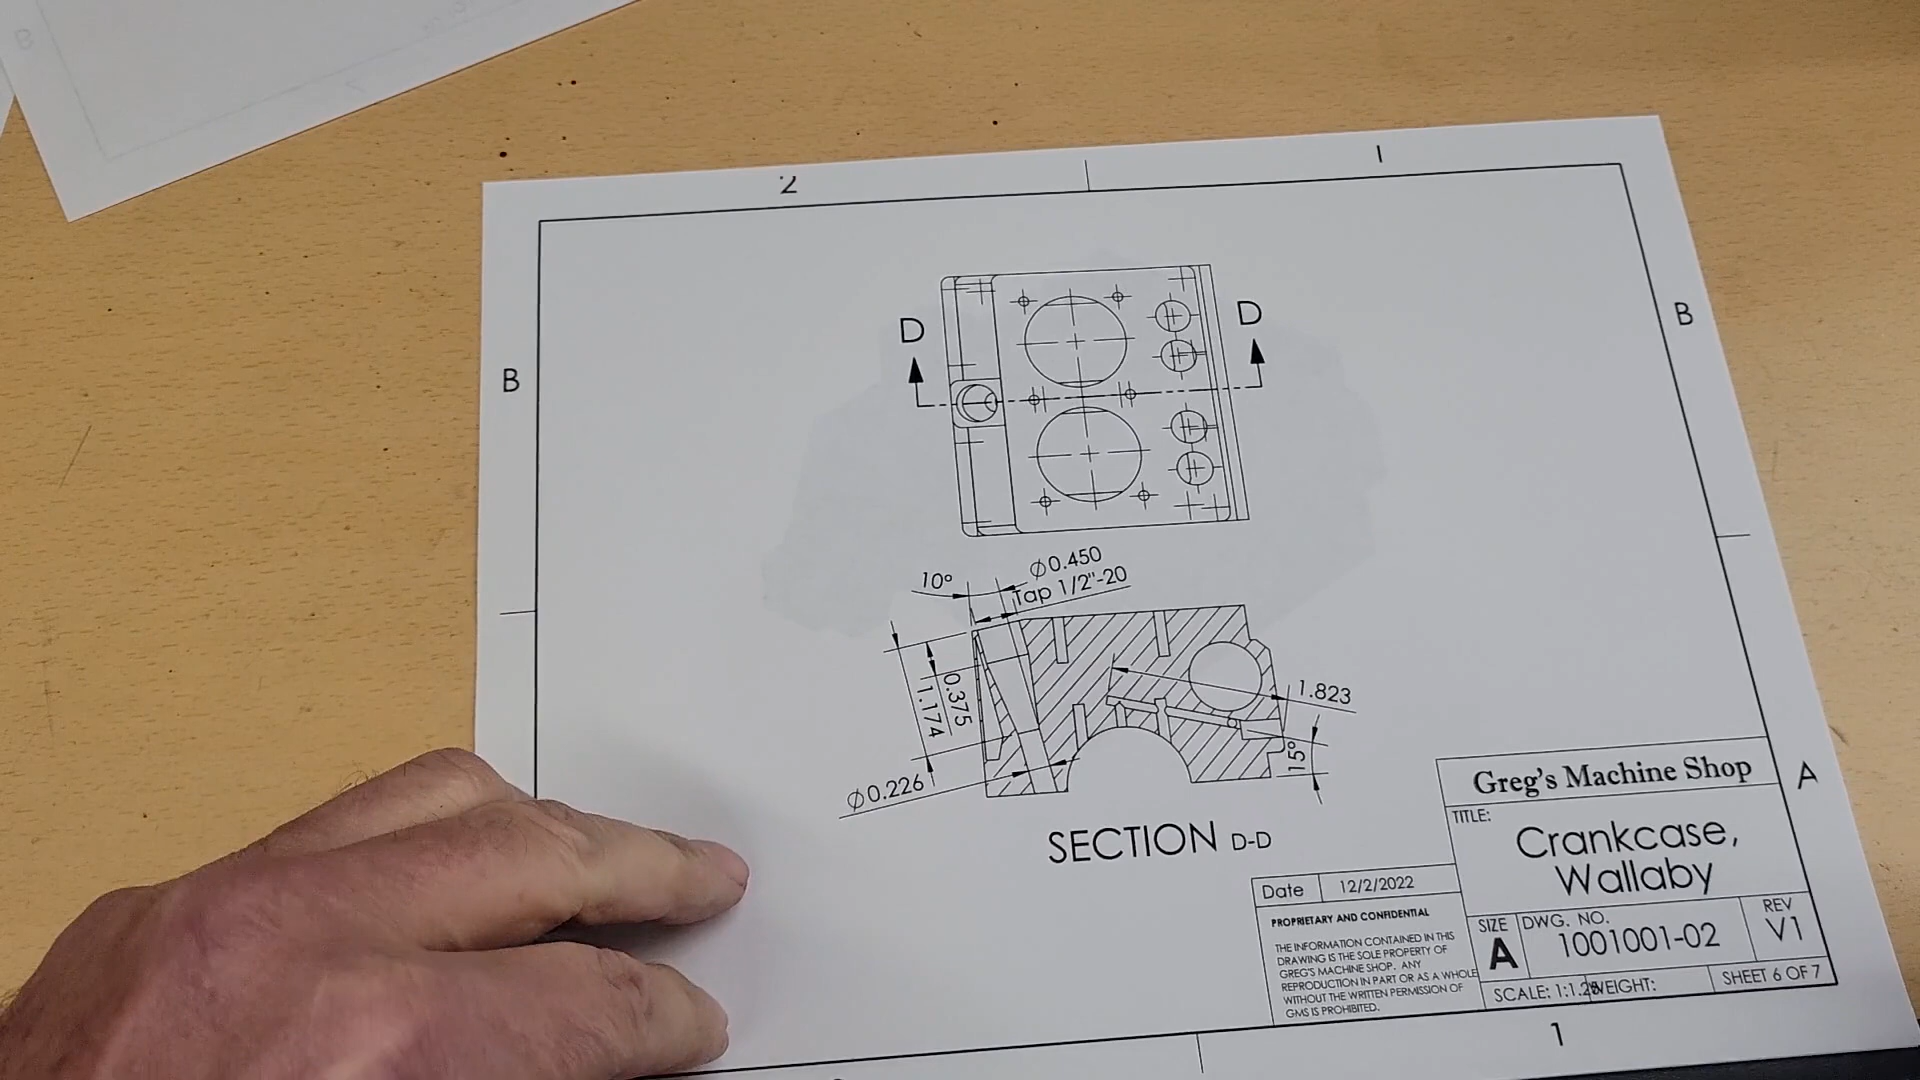 2
1
B
B
D
D
10°
Ø0.450
Tap 1/2"-20
0.375
1.174
1.823
15°
Ø0.226
SECTION D-D
A
Greg's Machine Shop
TITLE:
Crankcase,
Wallaby
Date 12/2/2022
PROPRIETARY AND CONFIDENTIAL
THE INFORMATION CONTAINED IN THIS
DRAWING IS THE SOLE PROPERTY OF
GREG'S MACHINE SHOP. ANY
REPRODUCTION IN PART OR AS A WHOLE
WITHOUT THE WRITTEN PERMISSION OF
GMS IS PROHIBITED.
SIZE
A
DWG. NO.
1001001-02
REV
V1
SCALE: WEIGHT:
SHEET 6 OF 7
1